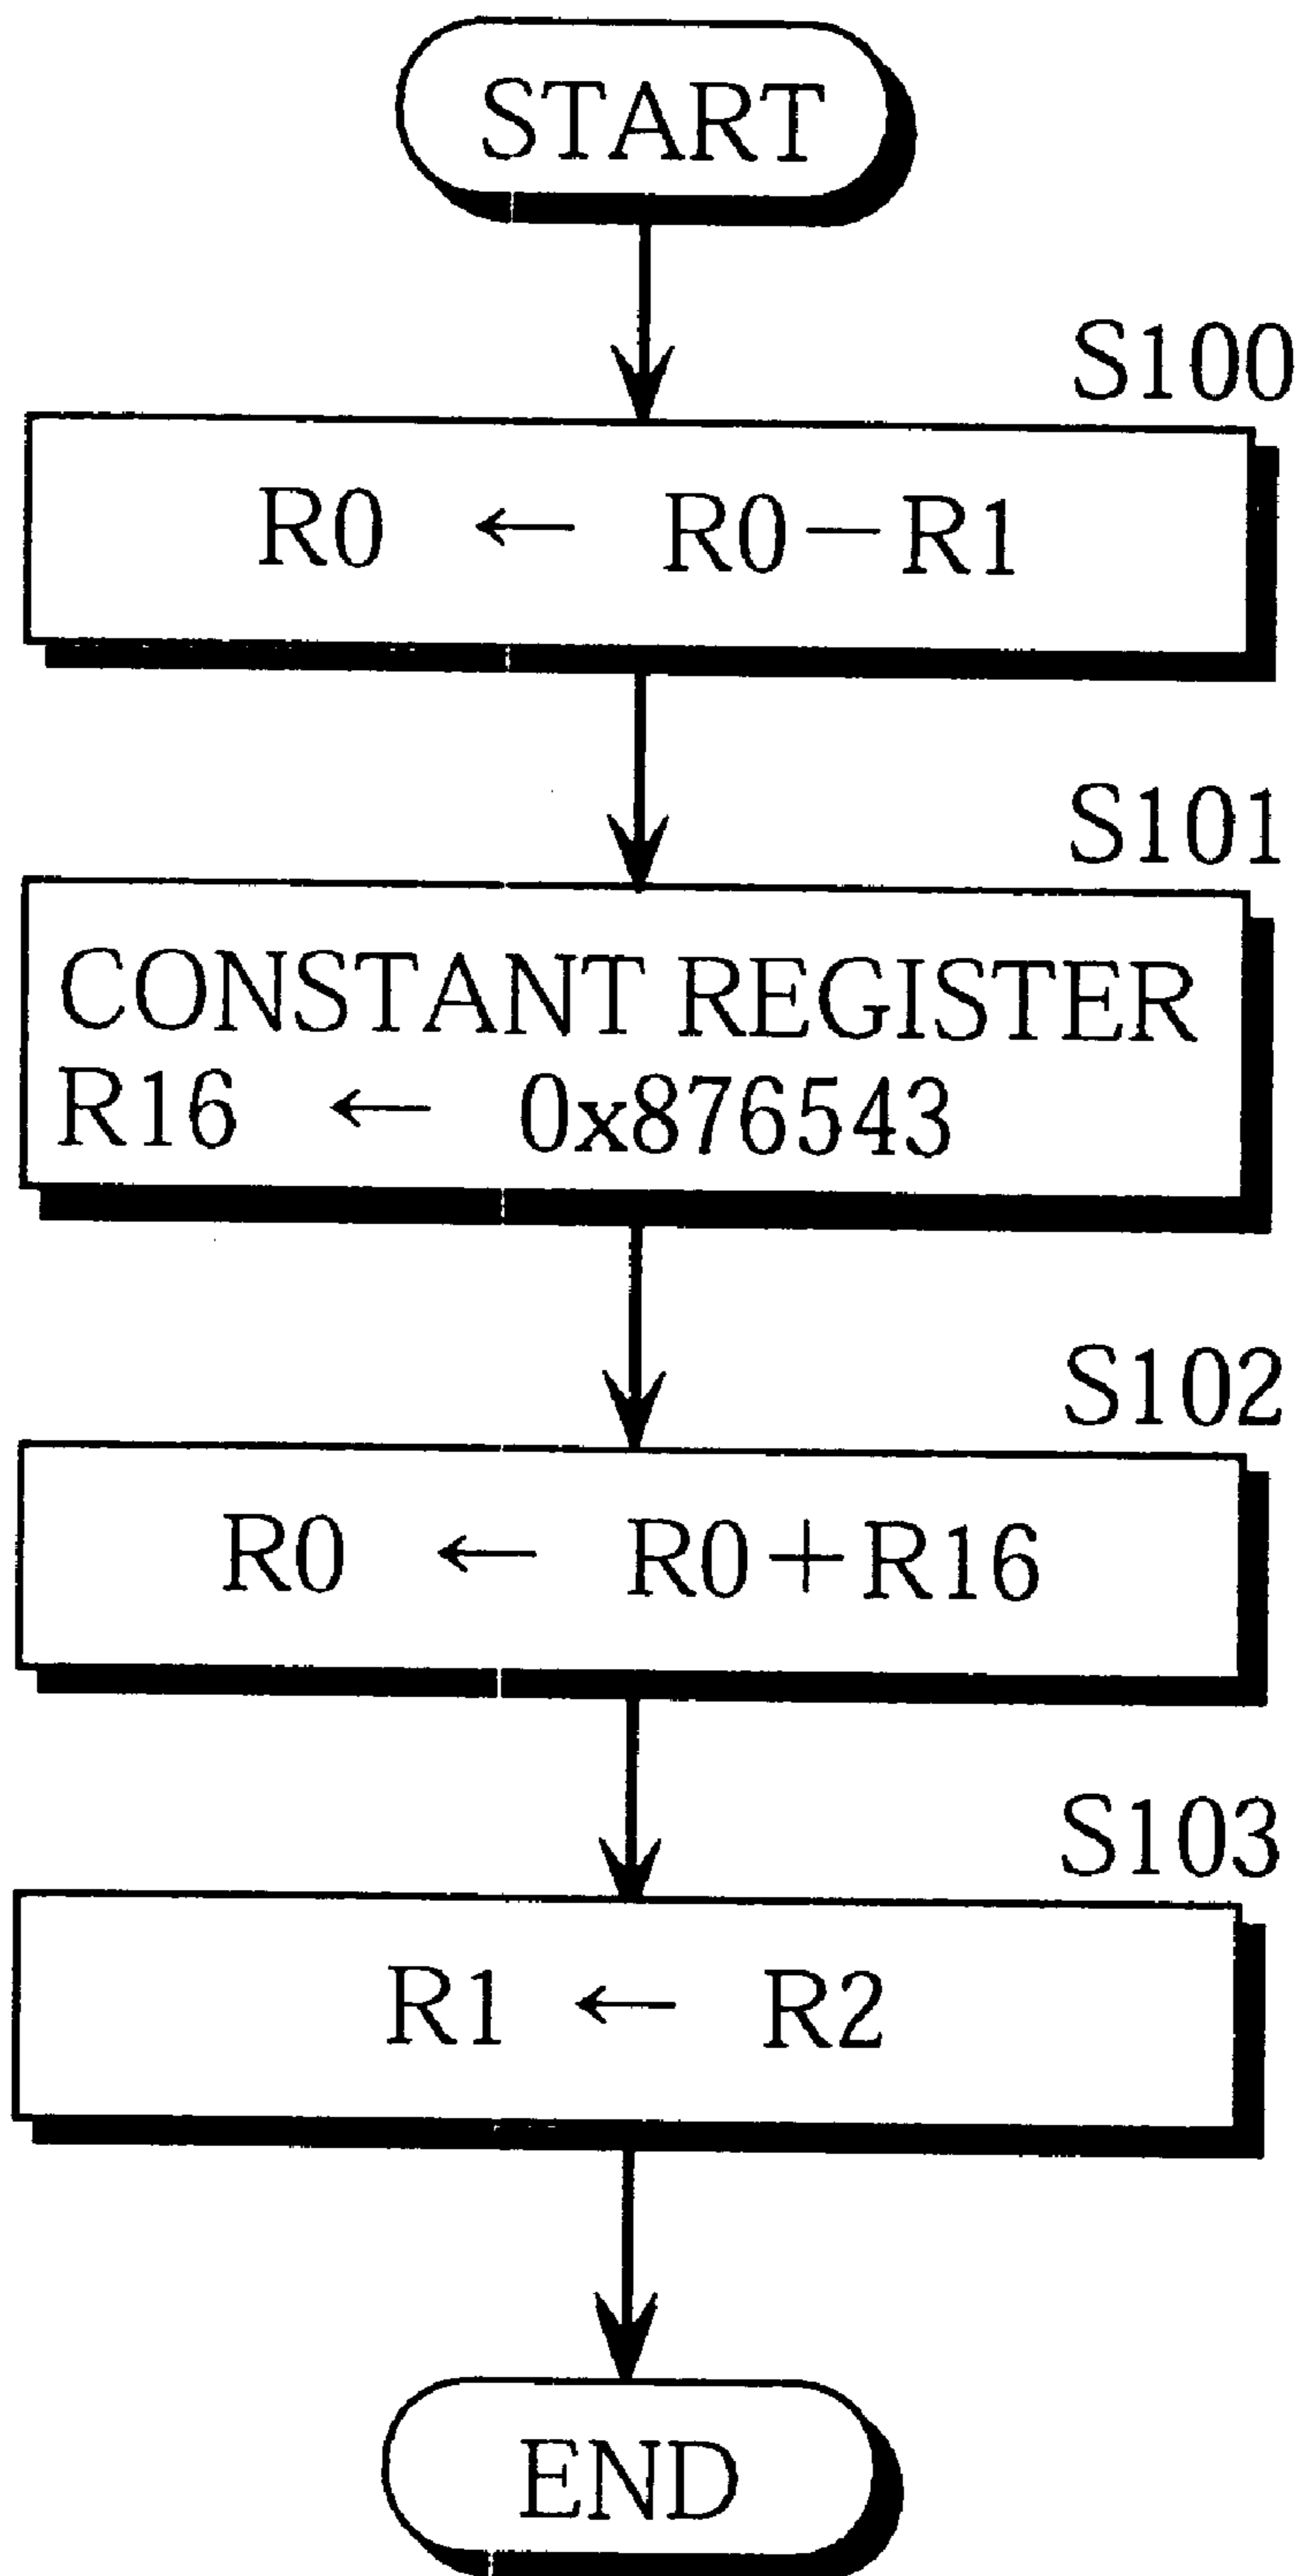 START
S100
R0 ← R0－R1
S101
CONSTANT REGISTER
R16 ← 0x876543
S102
R0 ← R0＋R16
S103
R1 ← R2
END